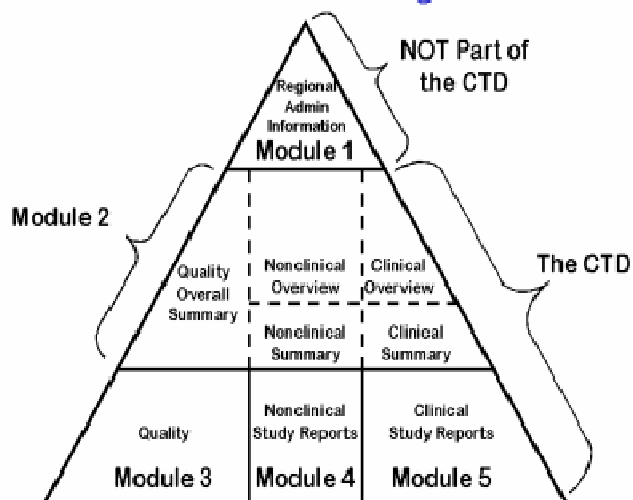 NOT Part of
the CTD
Regional
Admin
Information
Module 1
Module 2
The CTD
Quality
Overall
Summary
Nonclinical
Overview
Clinical
Overview
Nonclinical
Summary
Clinical
Summary
Quality
Module 3
Nonclinical
Study Reports
Module 4
Clinical
Study Reports
Module 5